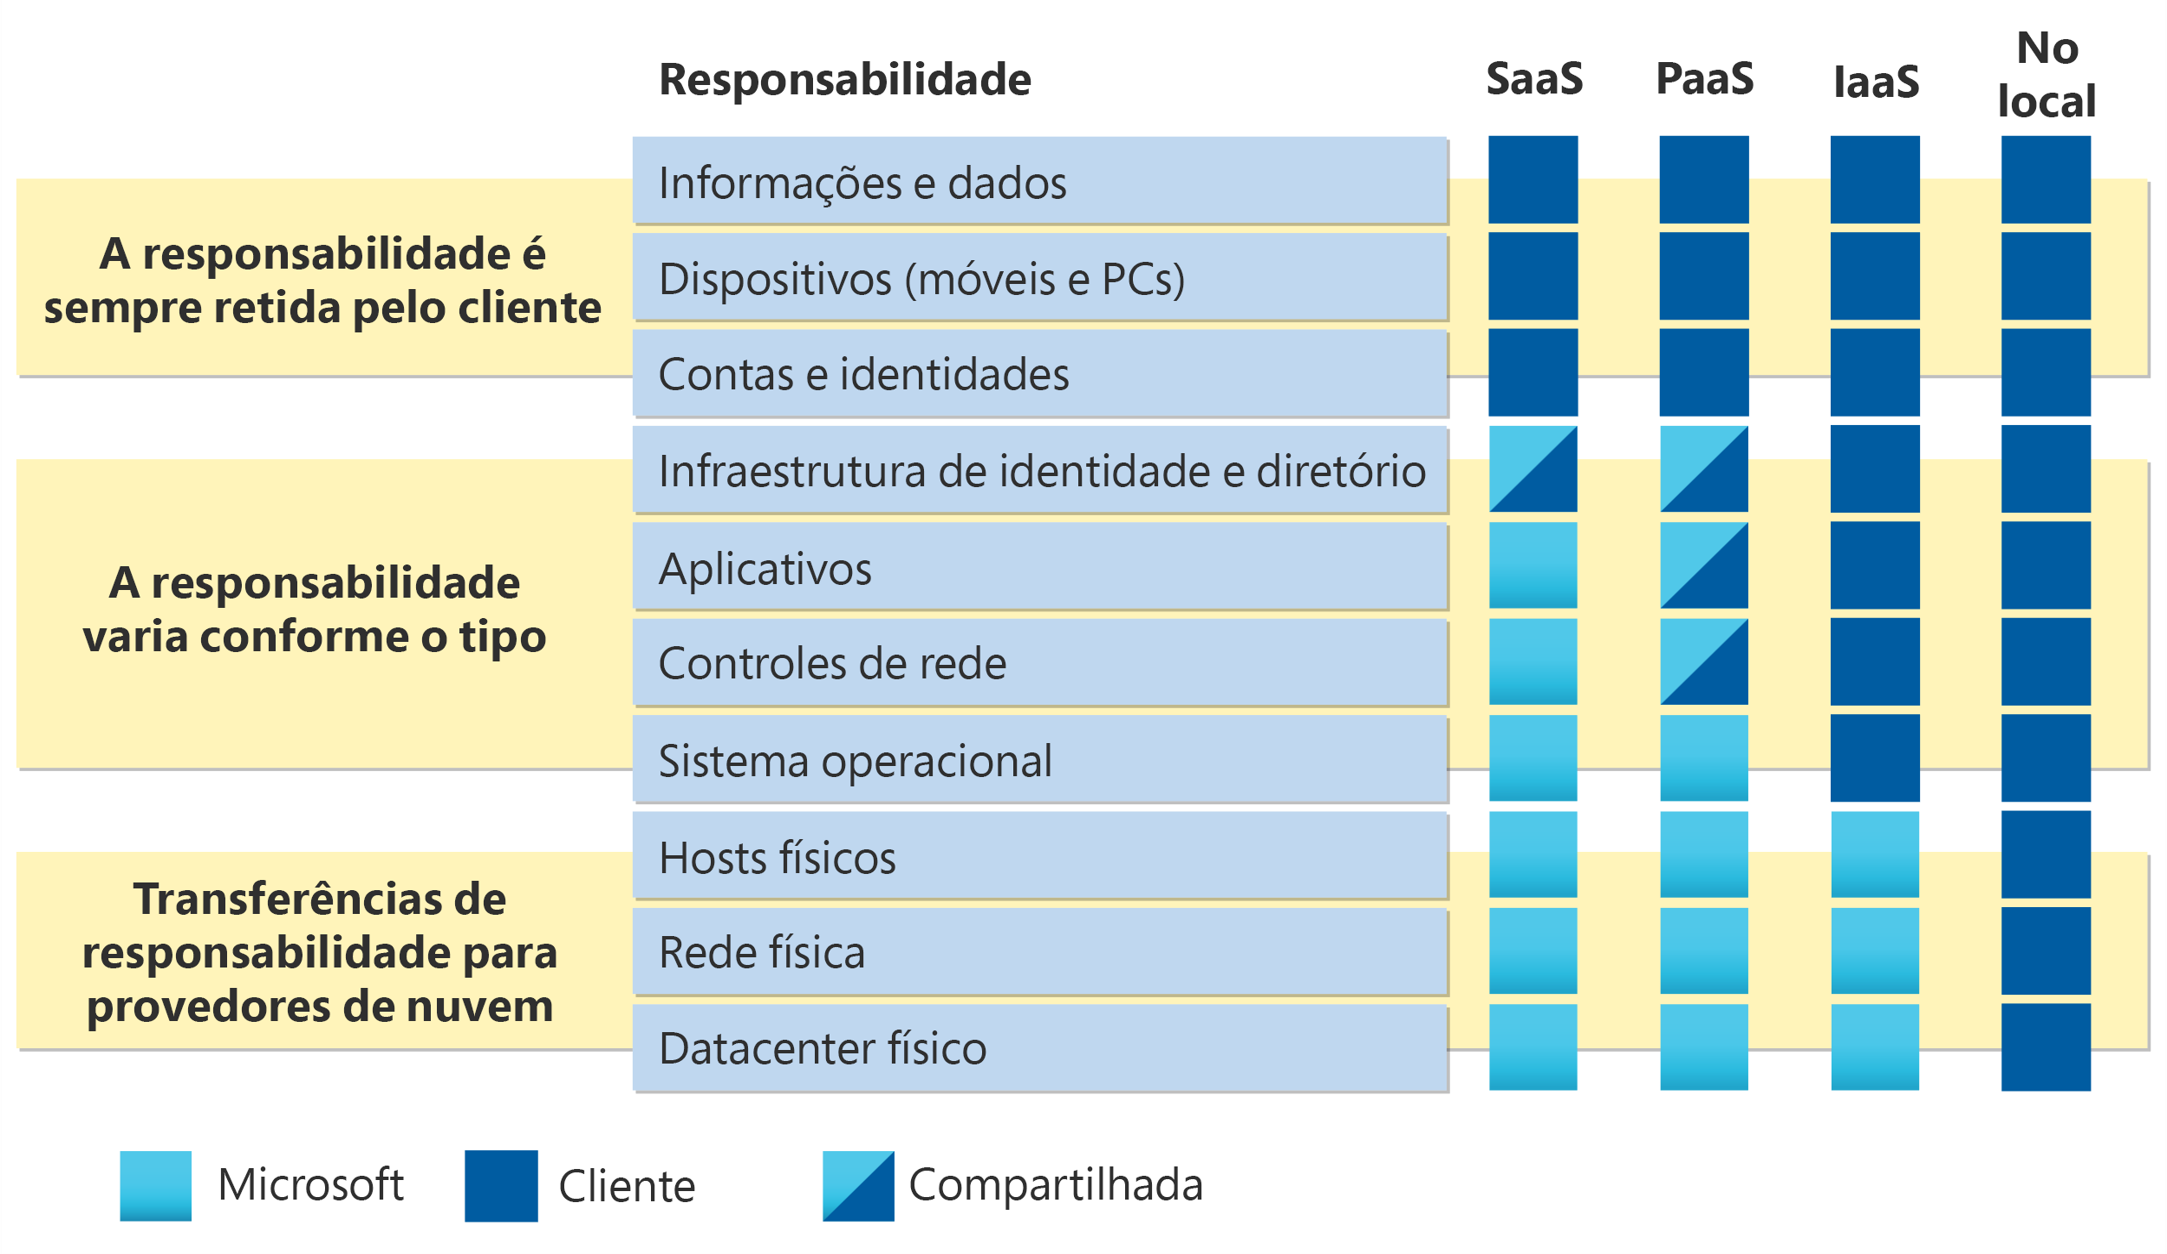 Responsabilidade
SaaS
PaaS
IaaS
No
local
A responsabilidade é
sempre retida pelo cliente
Informações e dados
Dispositivos (móveis e PCs)
Contas e identidades
A responsabilidade
varia conforme o tipo
Infraestrutura de identidade e diretório
Aplicativos
Controles de rede
Sistema operacional
Transferências de
responsabilidade para
provedores de nuvem
Hosts físicos
Rede física
Datacenter físico
Microsoft
Cliente
Compartilhada